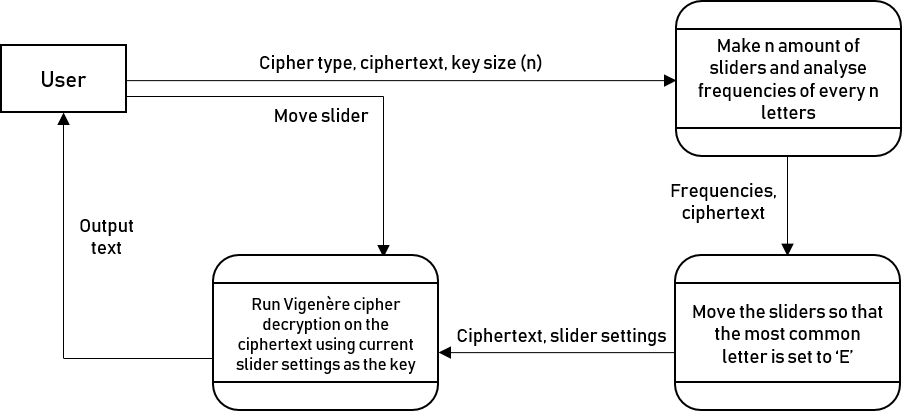 User
Cipher type, ciphertext, key size (n)
Make n amount of
sliders and analyse
frequencies of every n
letters
Move slider
Frequencies,
ciphertext
Output
text
Run Vigenère cipher
decryption on the
ciphertext using current
slider settings as the key
Ciphertext, slider settings
Move the sliders so that
the most common
letter is set to ‘E’